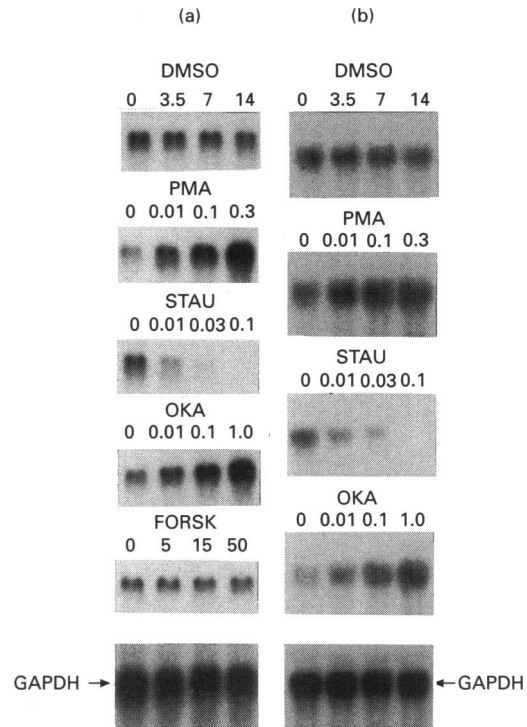 (a)
DMSO
0 3.5 7 14
PMA
0 0.01 0.1 0.3
STAU
0 0.01 0.03 0.1
OKA
0 0.01 0.1 1.0
FORSK
0 5 15 50
GAPDH →
(b)
DMSO
0 3.5 7 14
PMA
0 0.01 0.1 0.3
STAU
0 0.01 0.03 0.1
OKA
0 0.01 0.1 1.0
← GAPDH